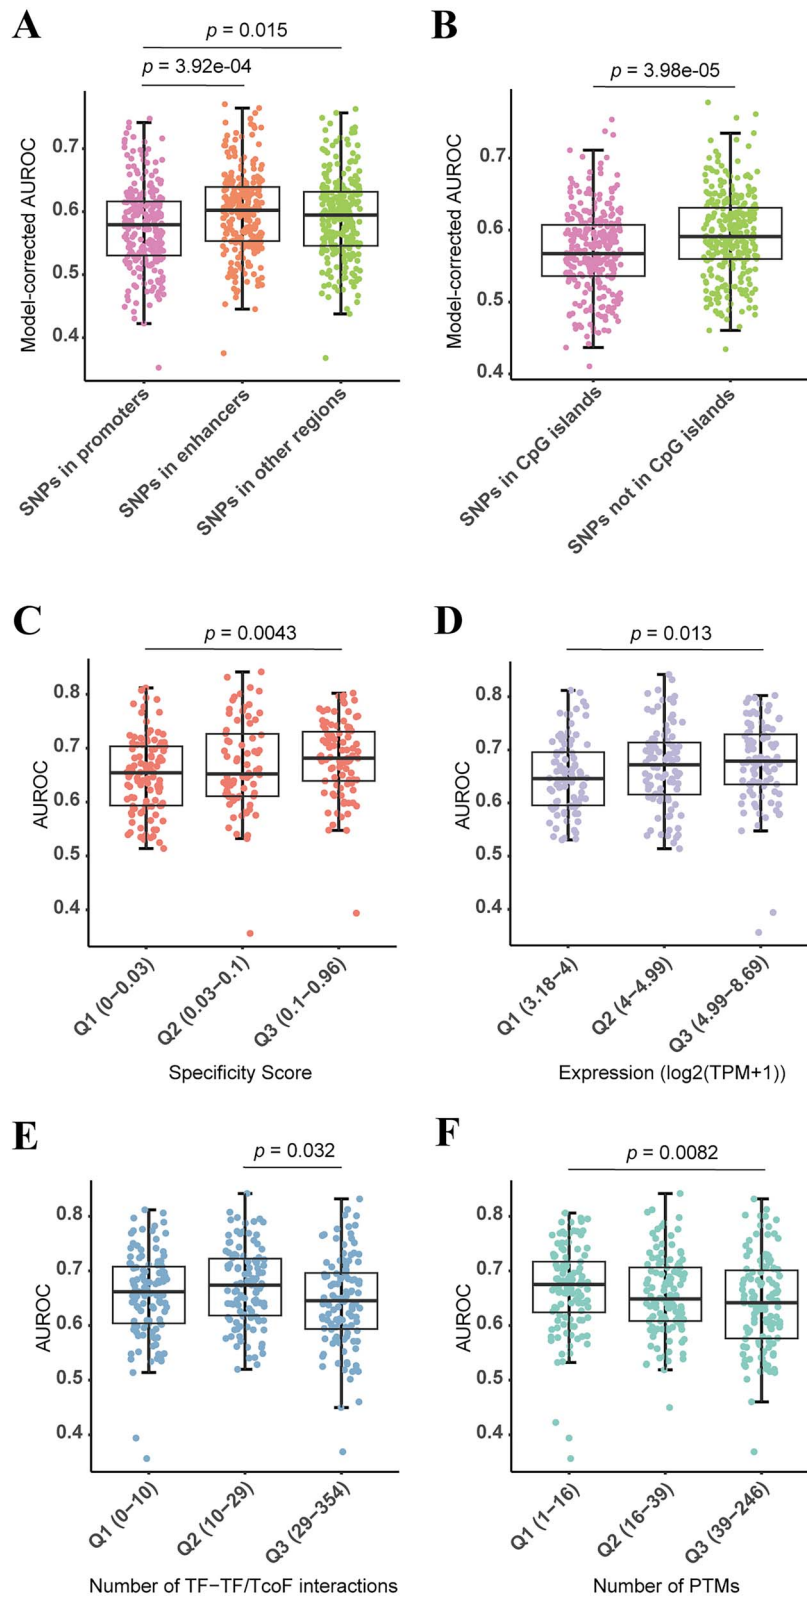 A
p = 0.015
p = 3.92e-04
Model-corrected AUROC
0.7
0.6
0.5
0.4
SNPs in promoters
SNPs in enhancers
SNPs in other regions
B
p = 3.98e-05
Model-corrected AUROC
0.7
0.6
0.5
0.4
SNPs in CpG islands
SNPs not in CpG islands
C
p = 0.0043
AUROC
0.8
0.7
0.6
0.5
0.4
Q1 (0−0.03)
Q2 (0.03−0.1)
Q3 (0.1−0.96)
Specificity Score
D
p = 0.013
AUROC
0.8
0.7
0.6
0.5
0.4
Q1 (3.18−4)
Q2 (4−4.99)
Q3 (4.99−8.69)
Expression (log2(TPM+1))
E
p = 0.032
AUROC
0.8
0.7
0.6
0.5
0.4
Q1 (0−10)
Q2 (10−29)
Q3 (29−354)
Number of TF−TF/TcoF interactions
F
p = 0.0082
AUROC
0.8
0.7
0.6
0.5
0.4
Q1 (1−16)
Q2 (16−39)
Q3 (39−246)
Number of PTMs